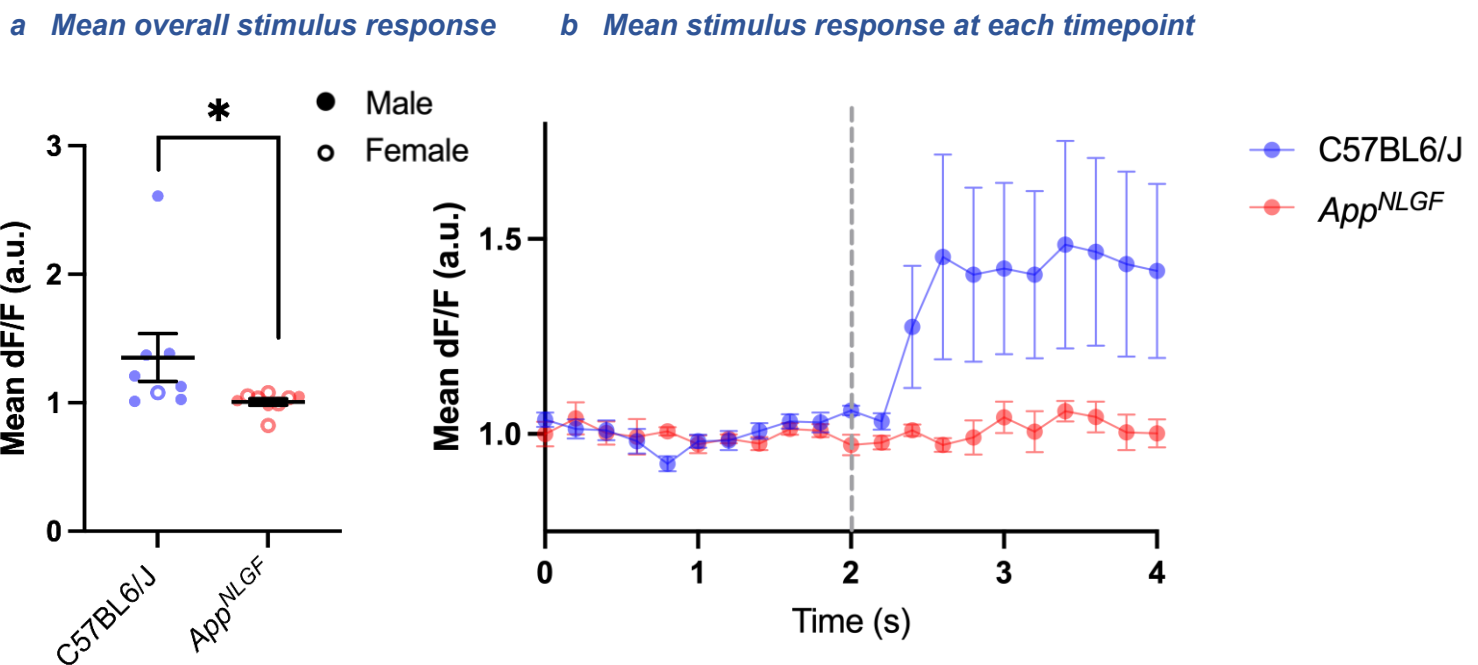 a Mean overall stimulus response
b Mean stimulus response at each timepoint
*
Male
Female
3
2
1
0
Mean dF/F (a.u.)
C57BL6/J
App^NLGF
Mean dF/F (a.u.)
1.5
1.0
0
1
2
3
4
Time (s)
C57BL6/J
App^NLGF